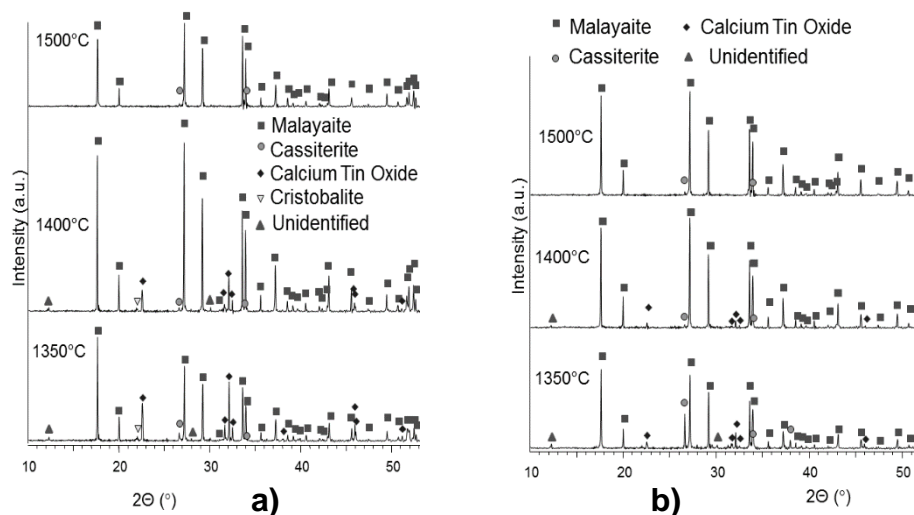 1500°C
Malayaite
Cassiterite
Calcium Tin Oxide
Cristobalite
Unidentified
1400°C
1350°C
Intensity (a.u.)
10 20 30 40 50
2Θ (°)
a)
Malayaite Calcium Tin Oxide
Cassiterite Unidentified
1500°C
1400°C
1350°C
Intensity (a.u.)
10 20 30 40 50
2Θ (°)
b)